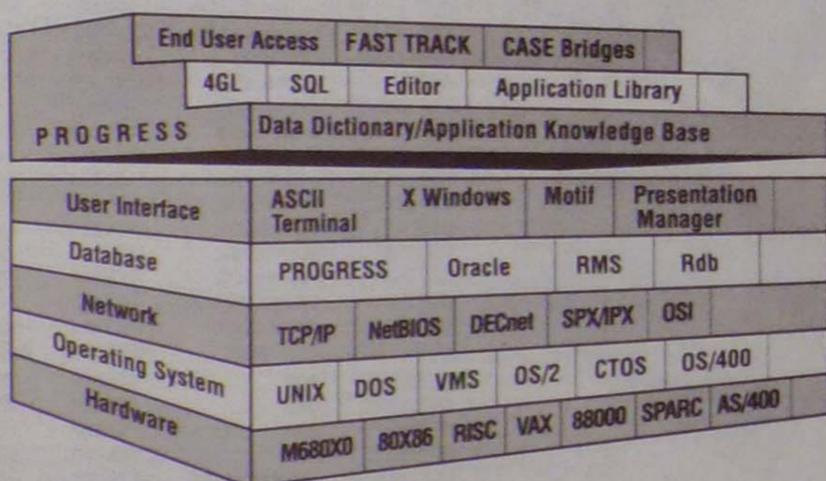 End User Access FAST TRACK CASE Bridges
4GL SQL Editor Application Library
PROGRESS Data Dictionary/Application Knowledge Base
User Interface ASCII Terminal X Windows Motif Presentation Manager
Database PROGRESS Oracle RMS Rdb
Network TCP/IP NetBIOS DECnet SPX/IPX OSI
Operating System UNIX DOS VMS OS/2 CTOS OS/400
Hardware M680X0 80X86 RISC VAX 88000 SPARC AS/400